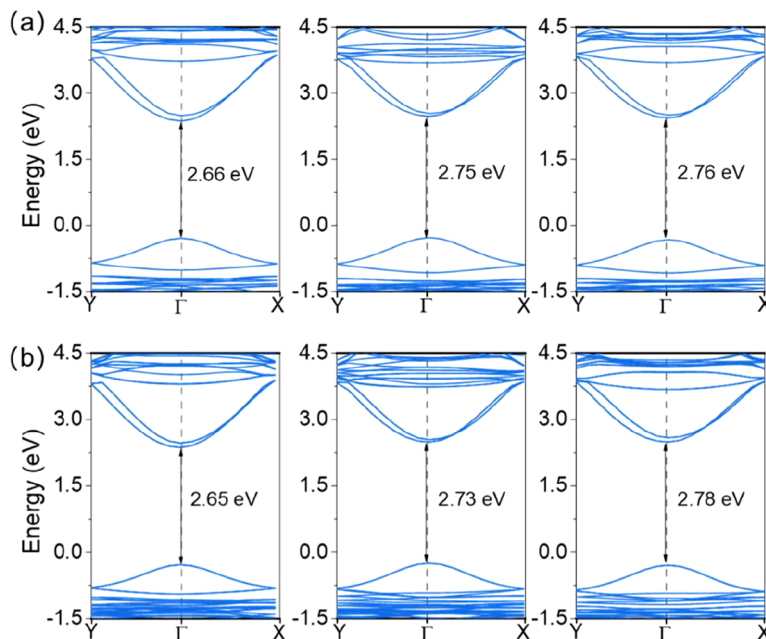 (a)
Energy (eV)
4.5
3.0
1.5
0.0
-1.5
2.66 eV
Y Γ X
4.5
3.0
1.5
0.0
-1.5
2.75 eV
Y Γ X
4.5
3.0
1.5
0.0
-1.5
2.76 eV
Y Γ X
(b)
Energy (eV)
4.5
3.0
1.5
0.0
-1.5
2.65 eV
Y Γ X
4.5
3.0
1.5
0.0
-1.5
2.73 eV
Y Γ X
4.5
3.0
1.5
0.0
-1.5
2.78 eV
Y Γ X